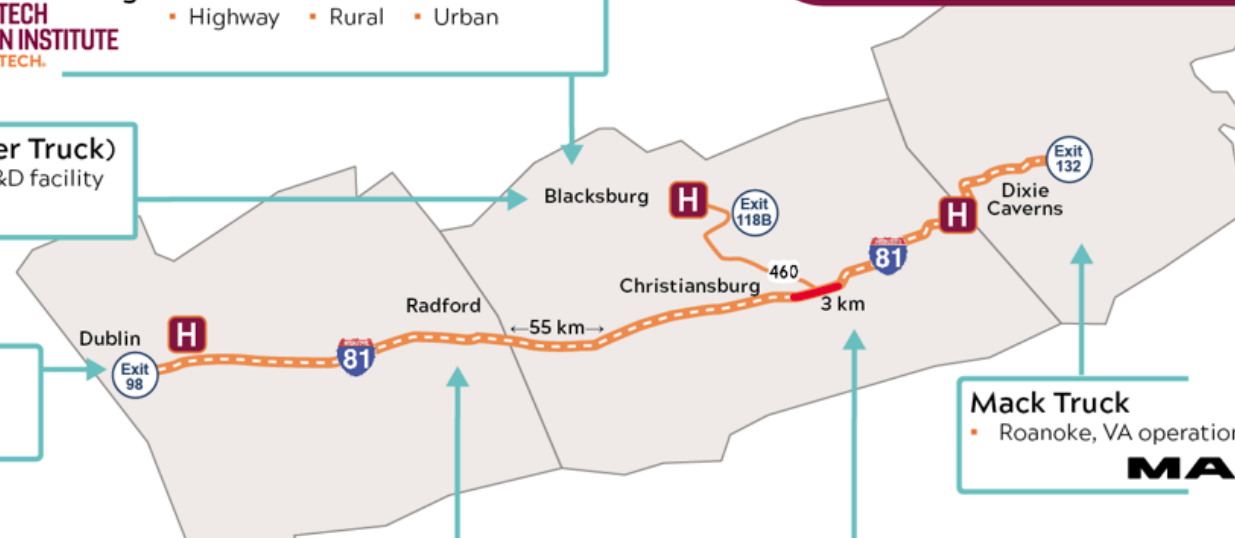 TECH
N INSTITUTE
TECH.
▪ Highway ▪ Rural ▪ Urban
er Truck)
&D facility
Blacksburg
H
Exit
118B
Exit
132
Dixie
Caverns
H
81
460
Christiansburg
3 km
Radford
←55 km→
Dublin
H
81
Exit
98
Mack Truck
▪ Roanoke, VA operation
MA